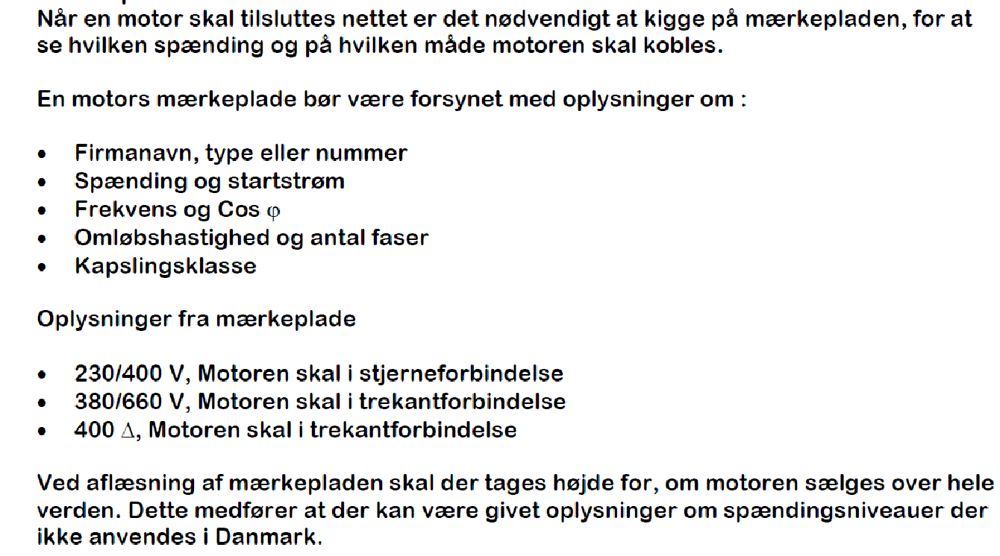 Når en motor skal tilsluttes nettet er det nødvendigt at kigge på mærkepladen, for at
se hvilken spænding og på hvilken måde motoren skal kobles.
En motors mærkeplade bør være forsynet med oplysninger om :
• Firmanavn, type eller nummer
• Spænding og startstrøm
• Frekvens og Cos φ
• Omløbshastighed og antal faser
• Kapslingsklasse
Oplysninger fra mærkeplade
• 230/400 V, Motoren skal i stjerneforbindelse
• 380/660 V, Motoren skal i trekantforbindelse
• 400 Δ, Motoren skal i trekantforbindelse
Ved aflæsning af mærkepladen skal der tages højde for, om motoren sælges over hele
verden. Dette medfører at der kan være givet oplysninger om spændingsniveauer der
ikke anvendes i Danmark.